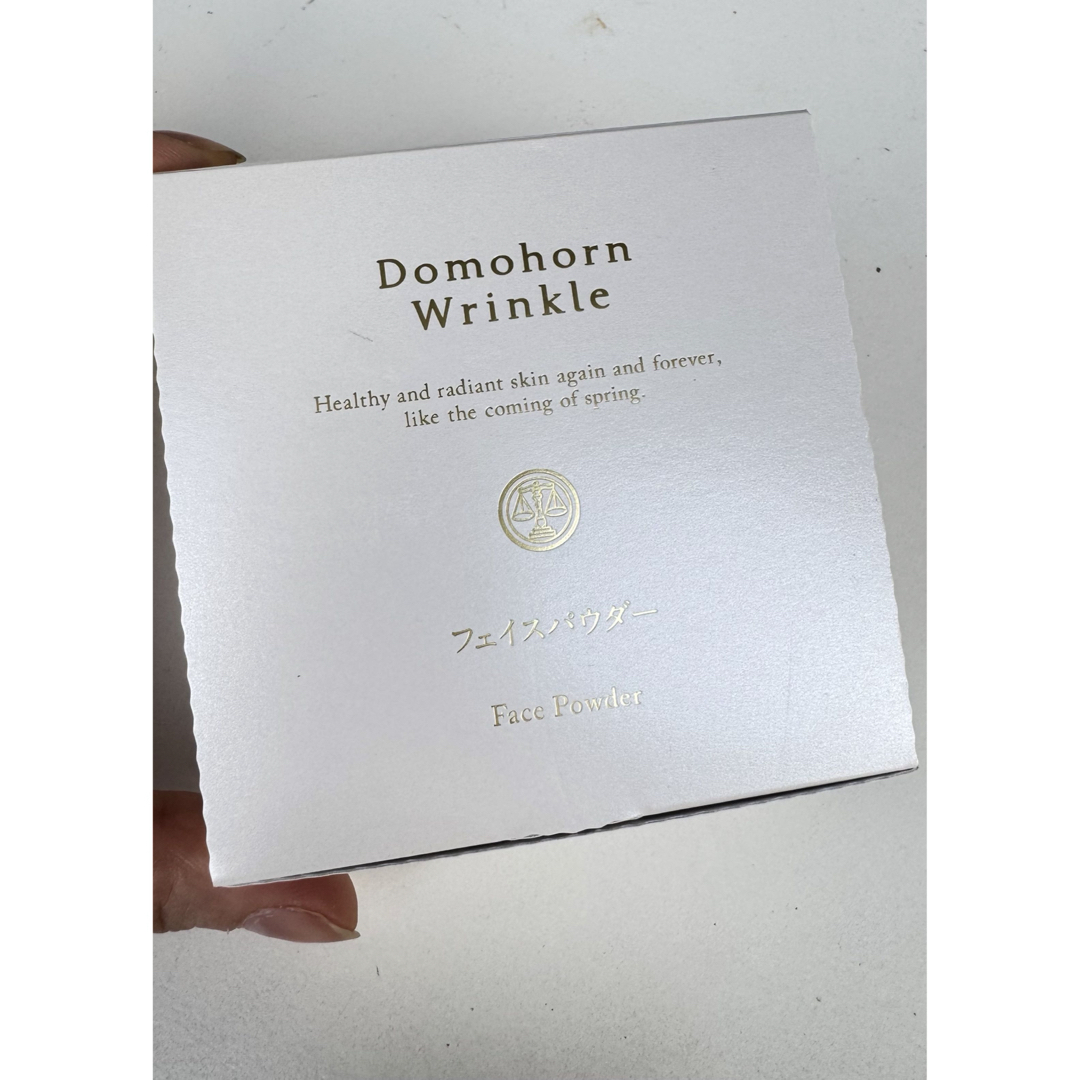 Domohorn
Wrinkle
Healthy and radiant skin again and forever,
like the coming of spring.
フェイスパウダー
Face Powder